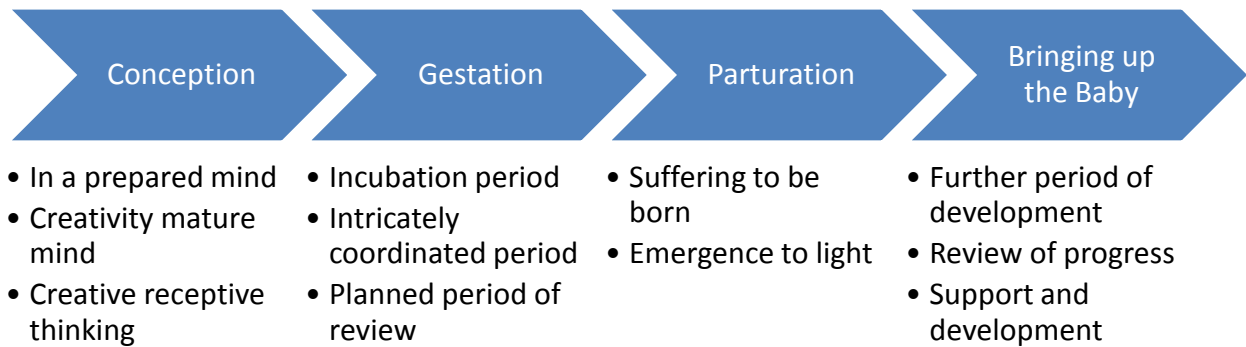 Conception
Gestation
Parturation
Bringing up
the Baby
• In a prepared mind
• Creativity mature
mind
• Creative receptive
thinking
• Incubation period
• Intricately
coordinated period
• Planned period of
review
• Suffering to be
born
• Emergence to light
• Further period of
development
• Review of progress
• Support and
development